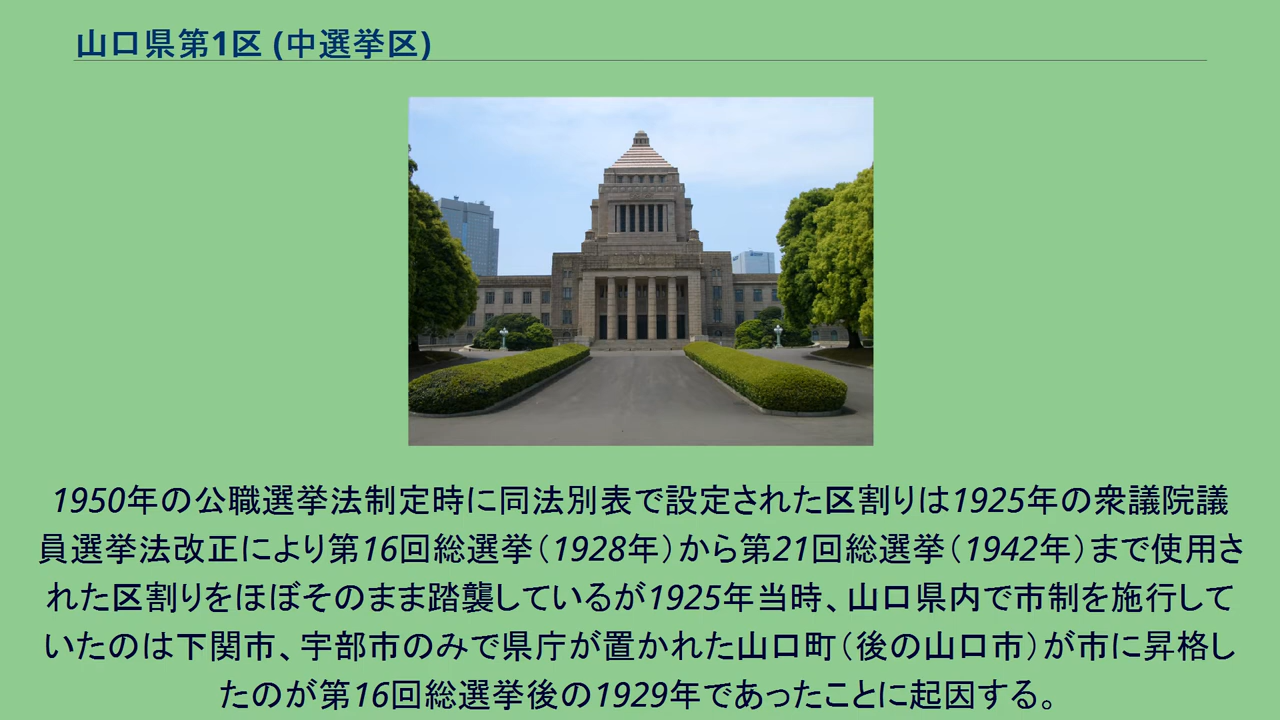 山口県第1区 (中選挙区)
1950年の公職選挙法制定時に同法別表で設定された区割りは1925年の衆議院議
員選挙法改正により第16回総選挙（1928年）から第21回総選挙（1942年）まで使用さ
れた区割りをほぼそのまま踏襲しているが1925年当時、山口県内で市制を施行して
いたのは下関市、宇部市のみで県庁が置かれた山口町（後の山口市）が市に昇格し
たのが第16回総選挙後の1929年であったことに起因する。